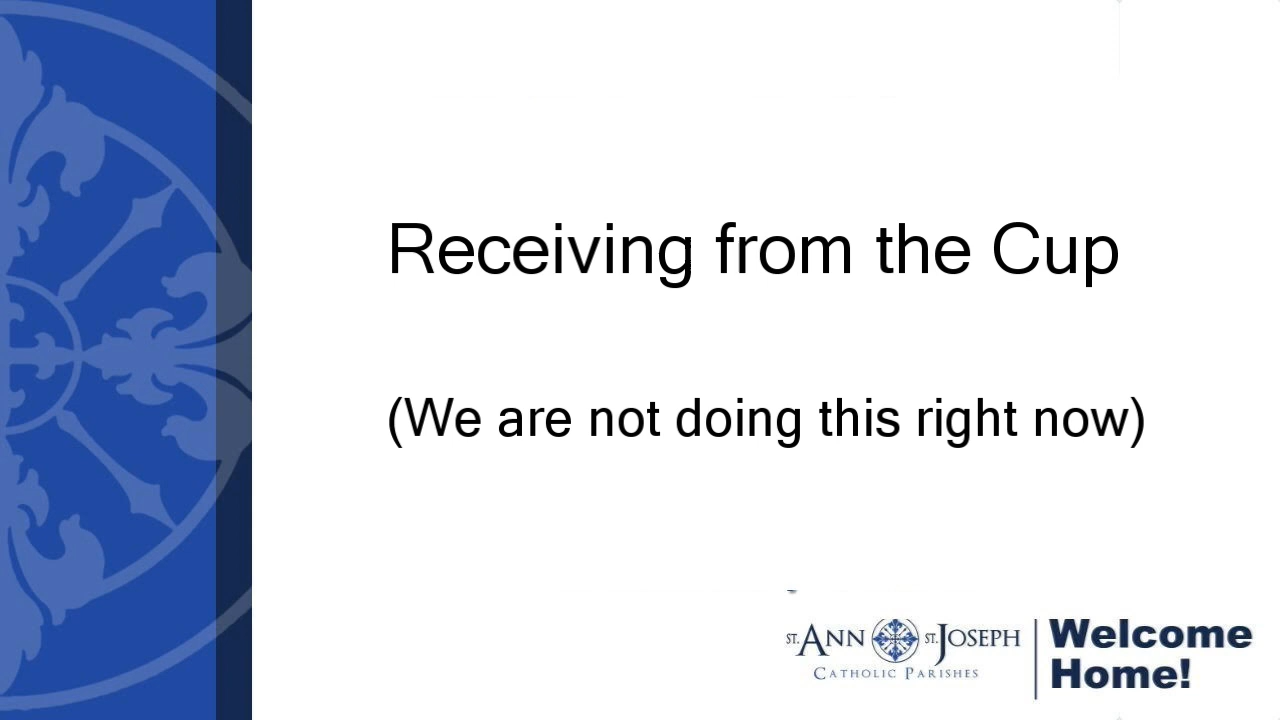 Receiving from the Cup
(We are not doing this right now)
ST. ANN ST. JOSEPH
CATHOLIC PARISHES
Welcome
Home!